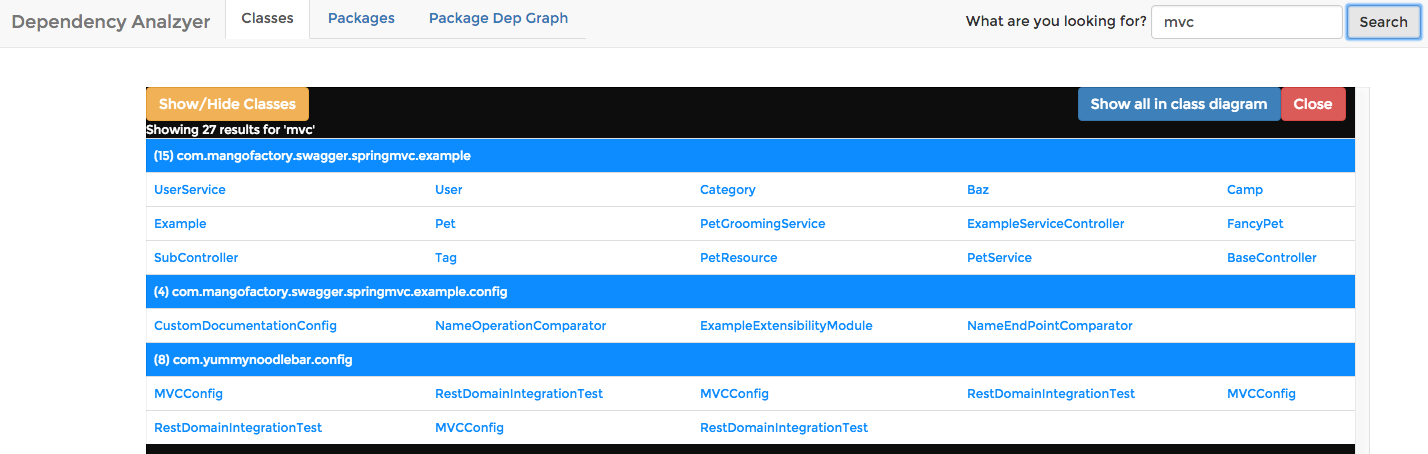 Dependency Analzyer Classes Packages Package Dep Graph What are you looking for? mvc Search
Show/Hide Classes Show all in class diagram Close
Showing 27 results for 'mvc'
(15) com.mangofactory.swagger.springmvc.example
UserService User Category Baz Camp
Example Pet PetGroomingService ExampleServiceController FancyPet
SubController Tag PetResource PetService BaseController
(4) com.mangofactory.swagger.springmvc.example.config
CustomDocumentationConfig NameOperationComparator ExampleExtensibilityModule NameEndPointComparator
(8) com.yummynoodlebar.config
MVCConfig RestDomainIntegrationTest MVCConfig RestDomainIntegrationTest MVCConfig
RestDomainIntegrationTest MVCConfig RestDomainIntegrationTest